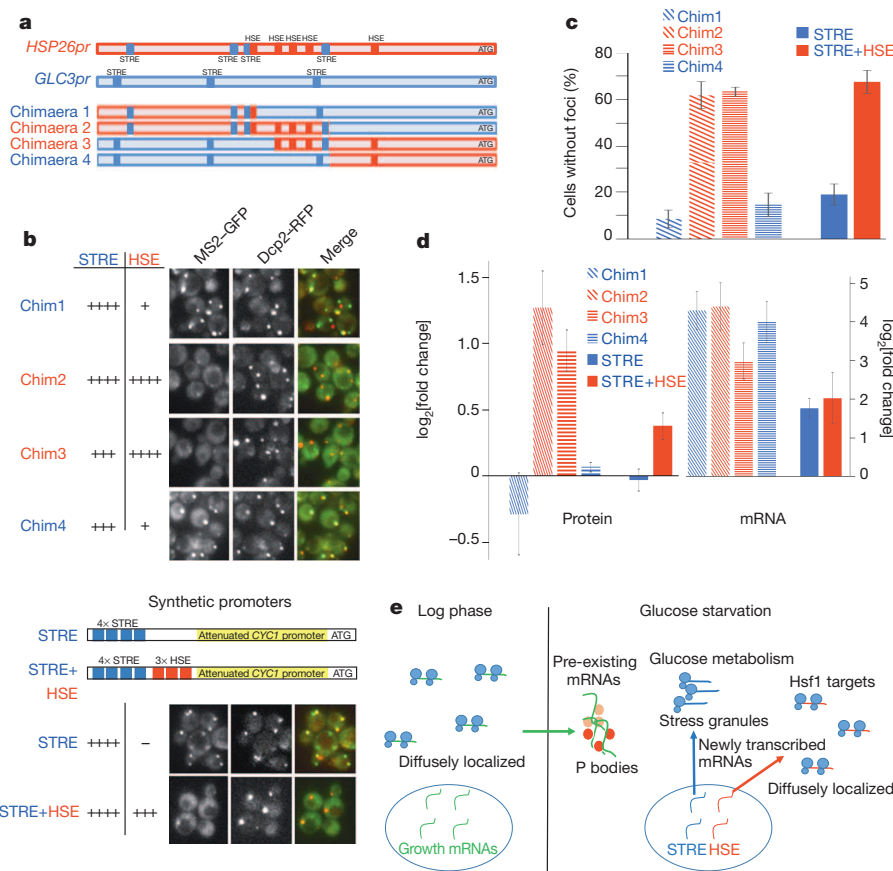 a
HSE HSE HSE HSE HSE
HSP26pr
ATG
STRE STRE STRE
STRE STRE STRE
GLC3pr
ATG
Chimaera 1
ATG
Chimaera 2
ATG
Chimaera 3
ATG
Chimaera 4
ATG
b
STRE HSE
MS2–GFP
Dcp2–RFP
Merge
Chim1 ++++ +
Chim2 ++++ ++++
Chim3 +++ ++++
Chim4 +++ +
Synthetic promoters
4× STRE
STRE
Attenuated CYC1 promoter ATG
4× STRE 3× HSE
STRE+
HSE
Attenuated CYC1 promoter ATG
STRE ++++ –
STRE+HSE ++++ +++
c
Chim1
Chim2
Chim3
Chim4
STRE
STRE+HSE
Cells without foci (%)
80
60
40
20
0
d
Chim1
Chim2
Chim3
Chim4
STRE
STRE+HSE
log2[fold change]
1.5
1.0
0.5
0
–0.5
Protein
mRNA
5
4
3
2
1
0
log2[fold change]
e
Log phase
Glucose starvation
Diffusely localized
Growth mRNAs
Pre-existing
mRNAs
P bodies
Glucose metabolism
Stress granules
Newly transcribed
mRNAs
Hsf1 targets
Diffusely localized
STRE HSE